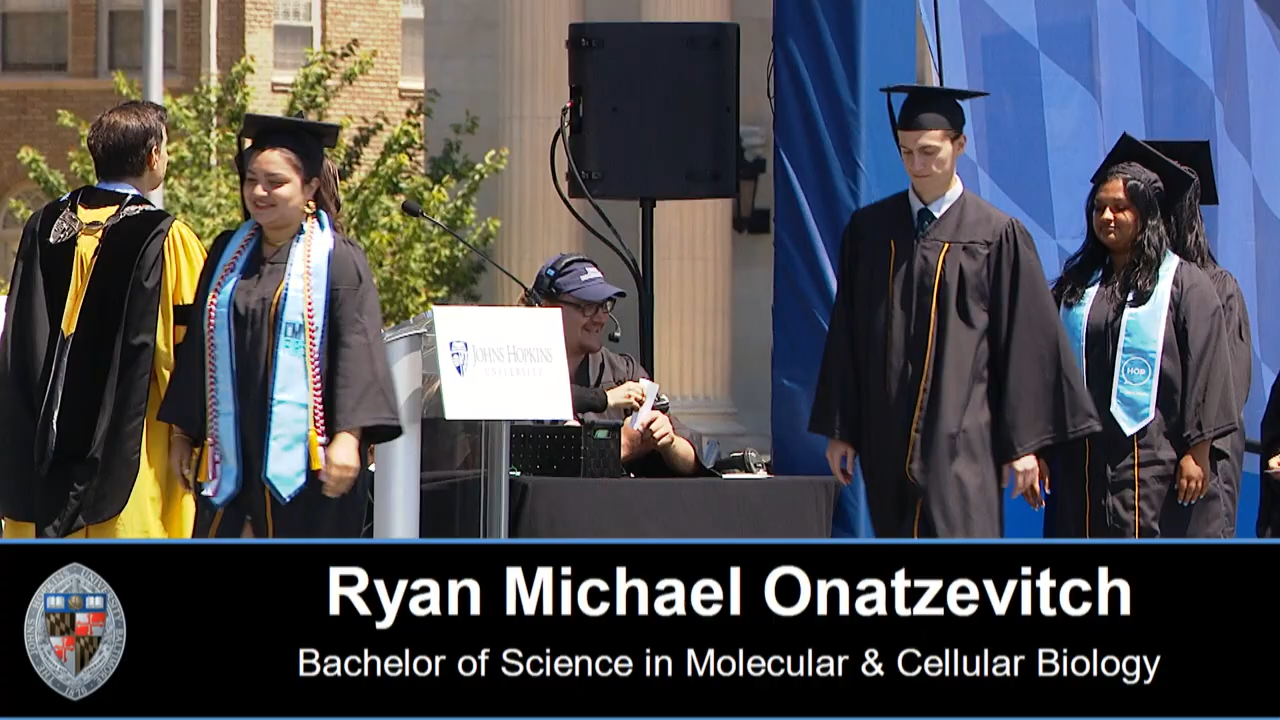 JOHNS HOPKINS
UNIVERSITY
HOP
Ryan Michael Onatzevitch
Bachelor of Science in Molecular & Cellular Biology